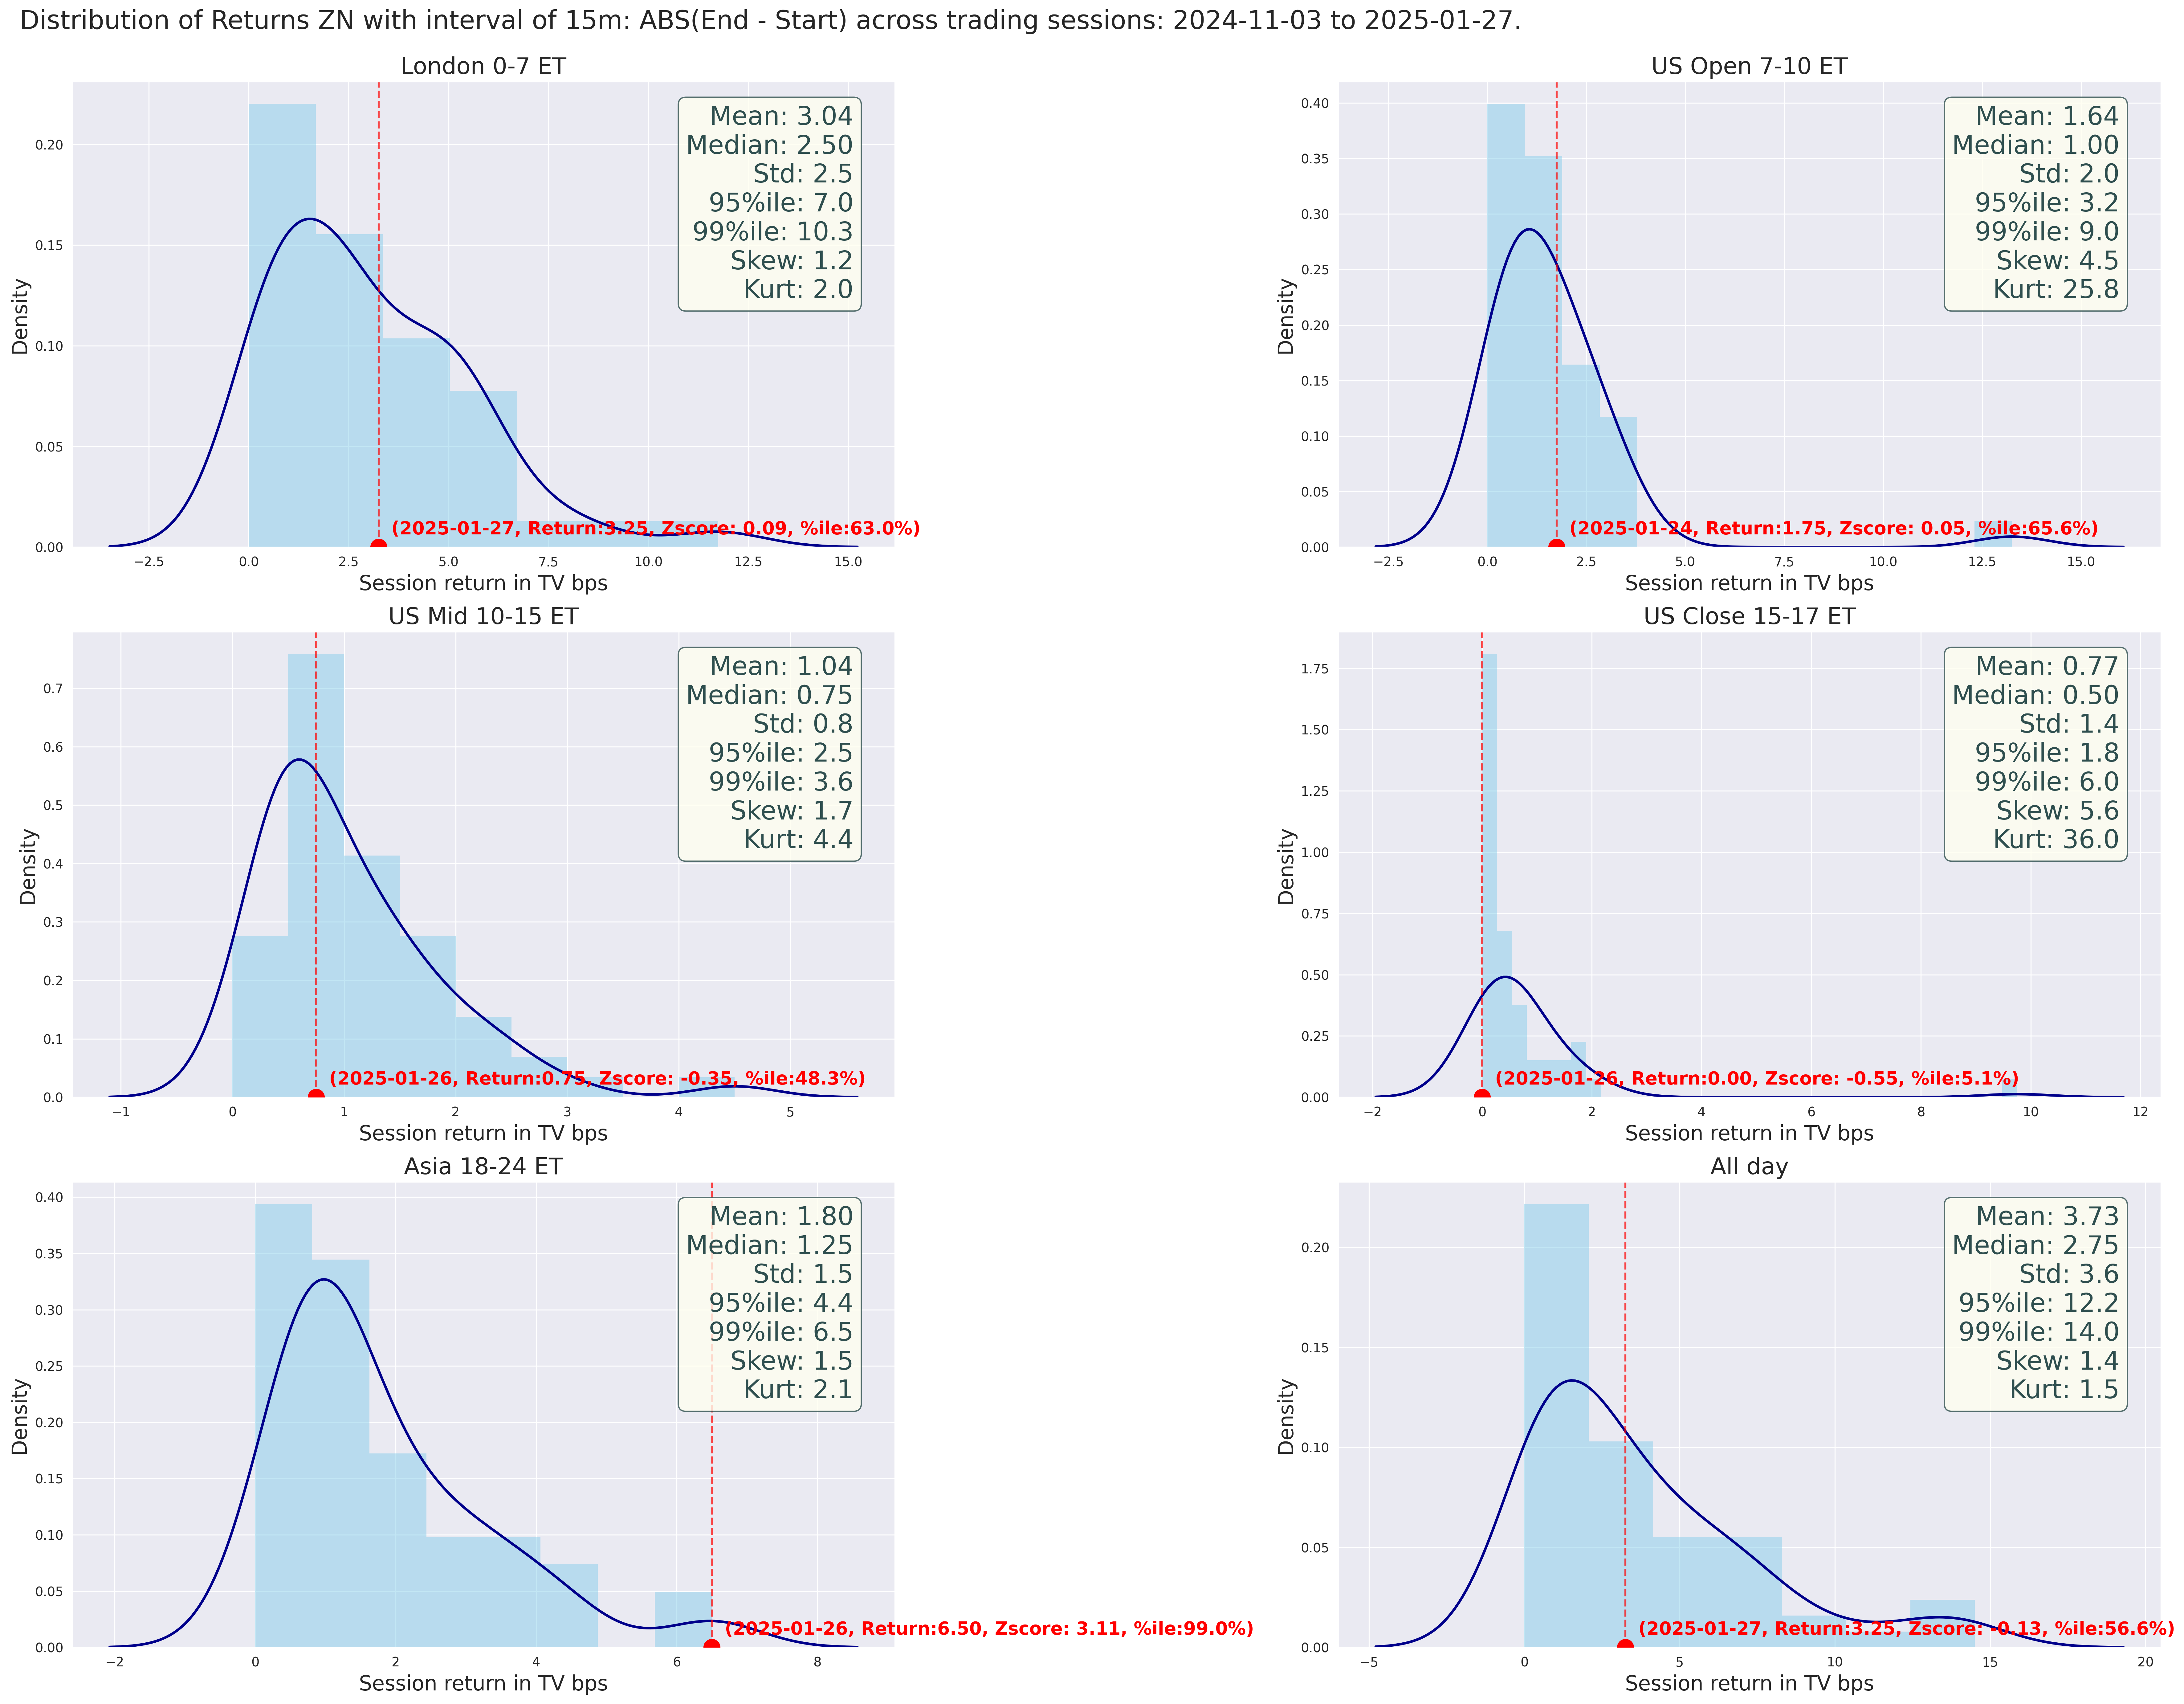 Distribution of Returns ZN with interval of 15m: ABS(End - Start) across trading sessions: 2024-11-03 to 2025-01-27.
London 0-7 ET
Density
0.20
0.15
0.10
0.05
0.00
Mean: 3.04
Median: 2.50
Std: 2.5
95%ile: 7.0
99%ile: 10.3
Skew: 1.2
Kurt: 2.0
(2025-01-27, Return:3.25, Zscore: 0.09, %ile:63.0%)
−2.5 0.0 2.5 5.0 7.5 10.0 12.5 15.0
Session return in TV bps
US Open 7-10 ET
Density
0.40
0.35
0.30
0.25
0.20
0.15
0.10
0.05
0.00
Mean: 1.64
Median: 1.00
Std: 2.0
95%ile: 3.2
99%ile: 9.0
Skew: 4.5
Kurt: 25.8
(2025-01-24, Return:1.75, Zscore: 0.05, %ile:65.6%)
−2.5 0.0 2.5 5.0 7.5 10.0 12.5 15.0
Session return in TV bps
US Mid 10-15 ET
Density
0.7
0.6
0.5
0.4
0.3
0.2
0.1
0.0
Mean: 1.04
Median: 0.75
Std: 0.8
95%ile: 2.5
99%ile: 3.6
Skew: 1.7
Kurt: 4.4
(2025-01-26, Return:0.75, Zscore: -0.35, %ile:48.3%)
−1 0 1 2 3 4 5
Session return in TV bps
US Close 15-17 ET
Density
1.75
1.50
1.25
1.00
0.75
0.50
0.25
0.00
Mean: 0.77
Median: 0.50
Std: 1.4
95%ile: 1.8
99%ile: 6.0
Skew: 5.6
Kurt: 36.0
(2025-01-26, Return:0.00, Zscore: -0.55, %ile:5.1%)
−2 0 2 4 6 8 10 12
Session return in TV bps
Asia 18-24 ET
Density
0.40
0.35
0.30
0.25
0.20
0.15
0.10
0.05
0.00
Mean: 1.80
Median: 1.25
Std: 1.5
95%ile: 4.4
99%ile: 6.5
Skew: 1.5
Kurt: 2.1
(2025-01-26, Return:6.50, Zscore: 3.11, %ile:99.0%)
−2 0 2 4 6 8
Session return in TV bps
All day
Density
0.20
0.15
0.10
0.05
0.00
Mean: 3.73
Median: 2.75
Std: 3.6
95%ile: 12.2
99%ile: 14.0
Skew: 1.4
Kurt: 1.5
(2025-01-27, Return:3.25, Zscore: -0.13, %ile:56.6%)
−5 0 5 10 15 20
Session return in TV bps